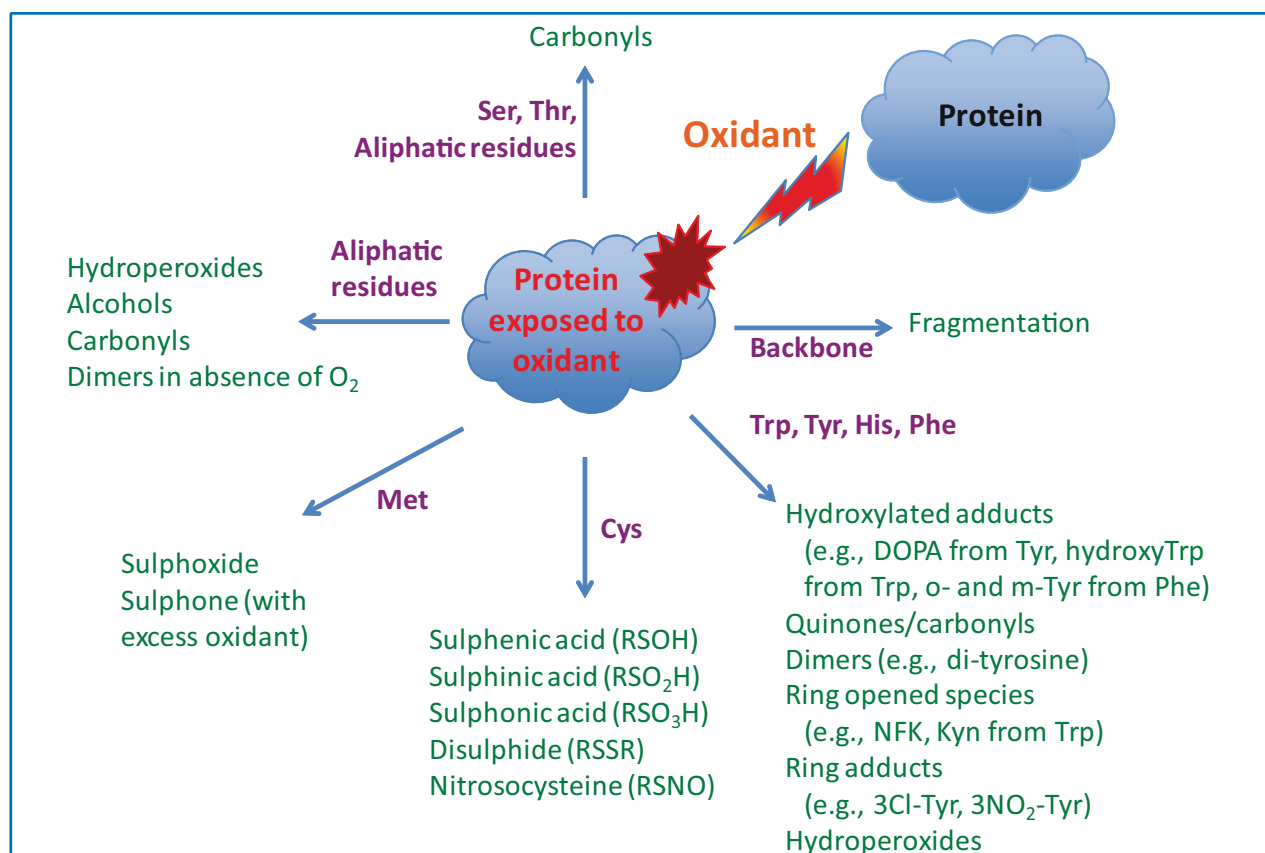 Carbonyls
Ser, Thr,
Aliphatic residues
Oxidant
Protein
Aliphatic
residues
Hydroperoxides
Alcohols
Carbonyls
Dimers in absence of O₂
Protein
exposed to
oxidant
Backbone
Fragmentation
Trp, Tyr, His, Phe
Met
Cys
Sulphoxide
Sulphone (with
excess oxidant)
Sulphenic acid (RSOH)
Sulphinic acid (RSO₂H)
Sulphonic acid (RSO₃H)
Disulphide (RSSR)
Nitrosocysteine (RSNO)
Hydroxylated adducts
(e.g., DOPA from Tyr, hydroxyTrp
from Trp, o- and m-Tyr from Phe)
Quinones/carbonyls
Dimers (e.g., di-tyrosine)
Ring opened species
(e.g., NFK, Kyn from Trp)
Ring adducts
(e.g., 3Cl-Tyr, 3NO₂-Tyr)
Hydroperoxides